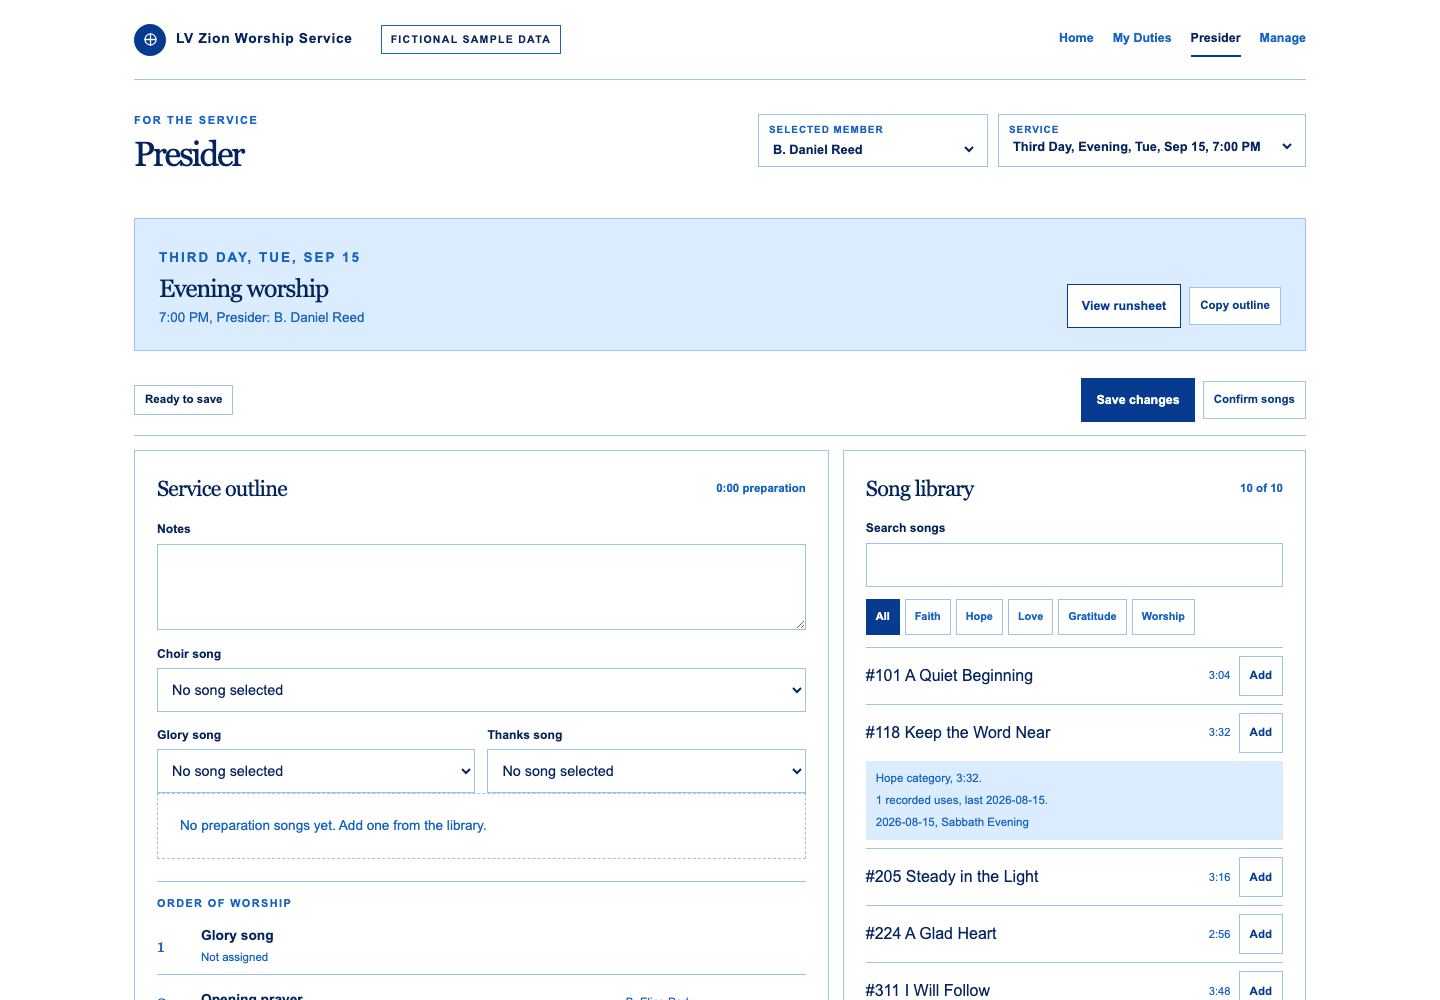 LV Zion Worship Service
FICTIONAL SAMPLE DATA
Home
My Duties
Presider
Manage
FOR THE SERVICE
Presider
SELECTED MEMBER
B. Daniel Reed
SERVICE
Third Day, Evening, Tue, Sep 15, 7:00 PM
THIRD DAY, TUE, SEP 15
Evening worship
7:00 PM, Presider: B. Daniel Reed
View runsheet
Copy outline
Ready to save
Save changes
Confirm songs
Service outline
0:00 preparation
Notes
Choir song
No song selected
Glory song
Thanks song
No song selected
No song selected
No preparation songs yet. Add one from the library.
ORDER OF WORSHIP
1
Glory song
Not assigned
Opening prayer
Song library
10 of 10
Search songs
All
Faith
Hope
Love
Gratitude
Worship
#101 A Quiet Beginning
3:04
Add
#118 Keep the Word Near
3:32
Add
Hope category, 3:32.
1 recorded uses, last 2026-08-15.
2026-08-15, Sabbath Evening
#205 Steady in the Light
3:16
Add
#224 A Glad Heart
2:56
Add
#311 I Will Follow
3:48
Add